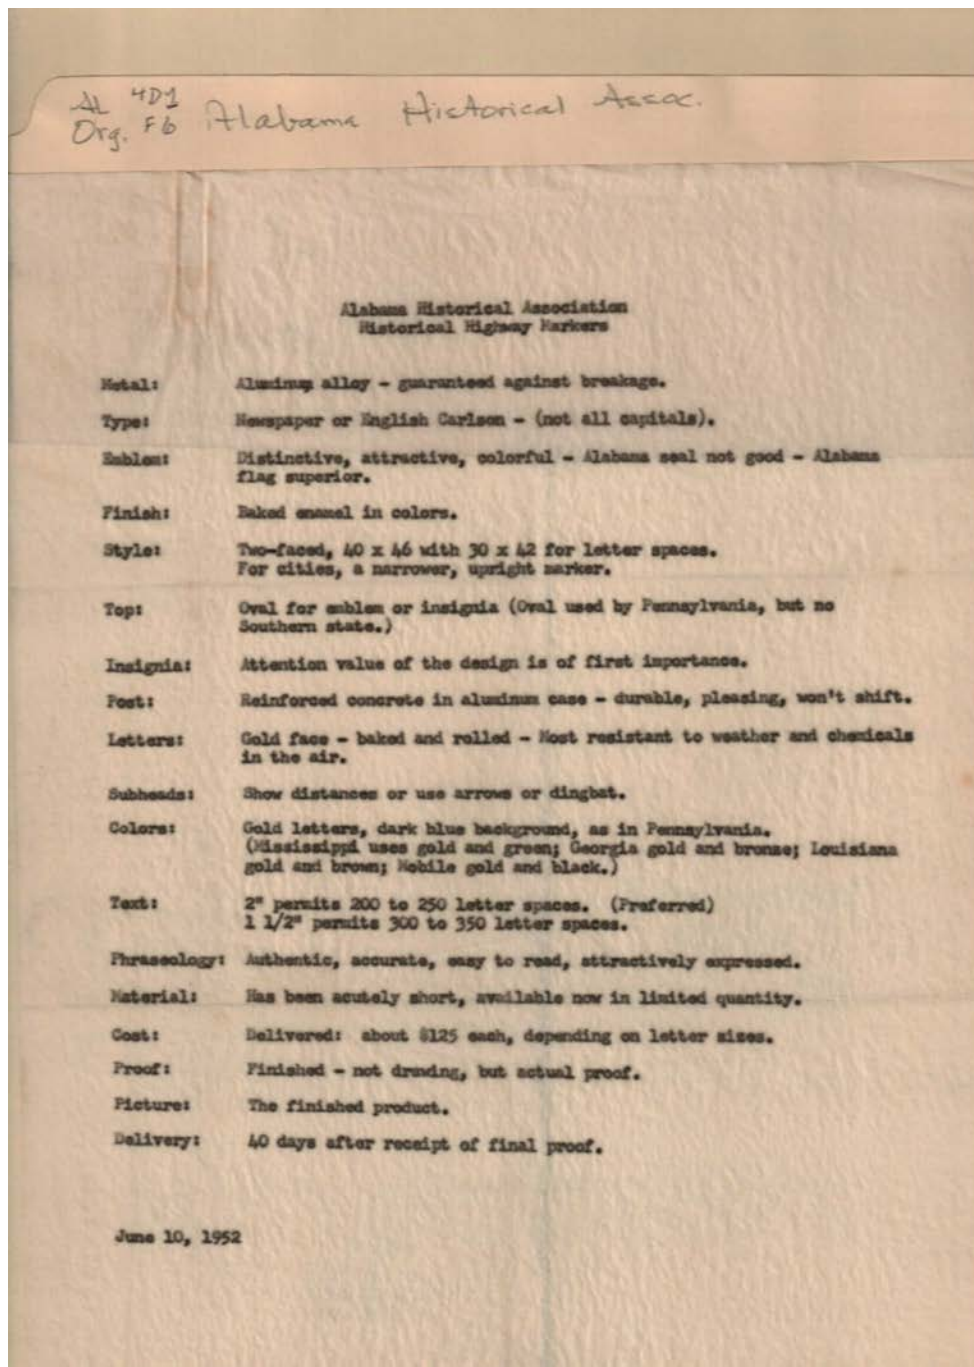 AL 4D1
Org. F6 Alabama Historical Assoc.
Alabama Historical Association
Historical Highway Markers
Metal: Aluminum alloy - guaranteed against breakage.
Type: Newspaper or English Carlson - (not all capitals).
Emblem: Distinctive, attractive, colorful - Alabama seal not good - Alabama
flag superior.
Finish: Baked enamel in colors.
Style: Two-faced, 40 x 46 with 30 x 42 for letter spaces.
For cities, a narrower, upright marker.
Top: Oval for emblem or insignia (Oval used by Pennsylvania, but no
Southern state.)
Insignia: Attention value of the design is of first importance.
Post: Reinforced concrete in aluminum case - durable, pleasing, won't shift.
Letters: Gold face - baked and rolled - Most resistant to weather and chemicals
in the air.
Subheads: Show distances or use arrows or dingbat.
Colors: Gold letters, dark blue background, as in Pennsylvania.
(Mississippi uses gold and green; Georgia gold and bronze; Louisiana
gold and brown; Mobile gold and black.)
Text: 2" permits 200 to 250 letter spaces. (Preferred)
1 1/2" permits 300 to 350 letter spaces.
Phraseology: Authentic, accurate, easy to read, attractively expressed.
Material: Has been acutely short, available now in limited quantity.
Cost: Delivered: about $125 each, depending on letter sizes.
Proof: Finished - not drawing, but actual proof.
Picture: The finished product.
Delivery: 40 days after receipt of final proof.
June 10, 1952